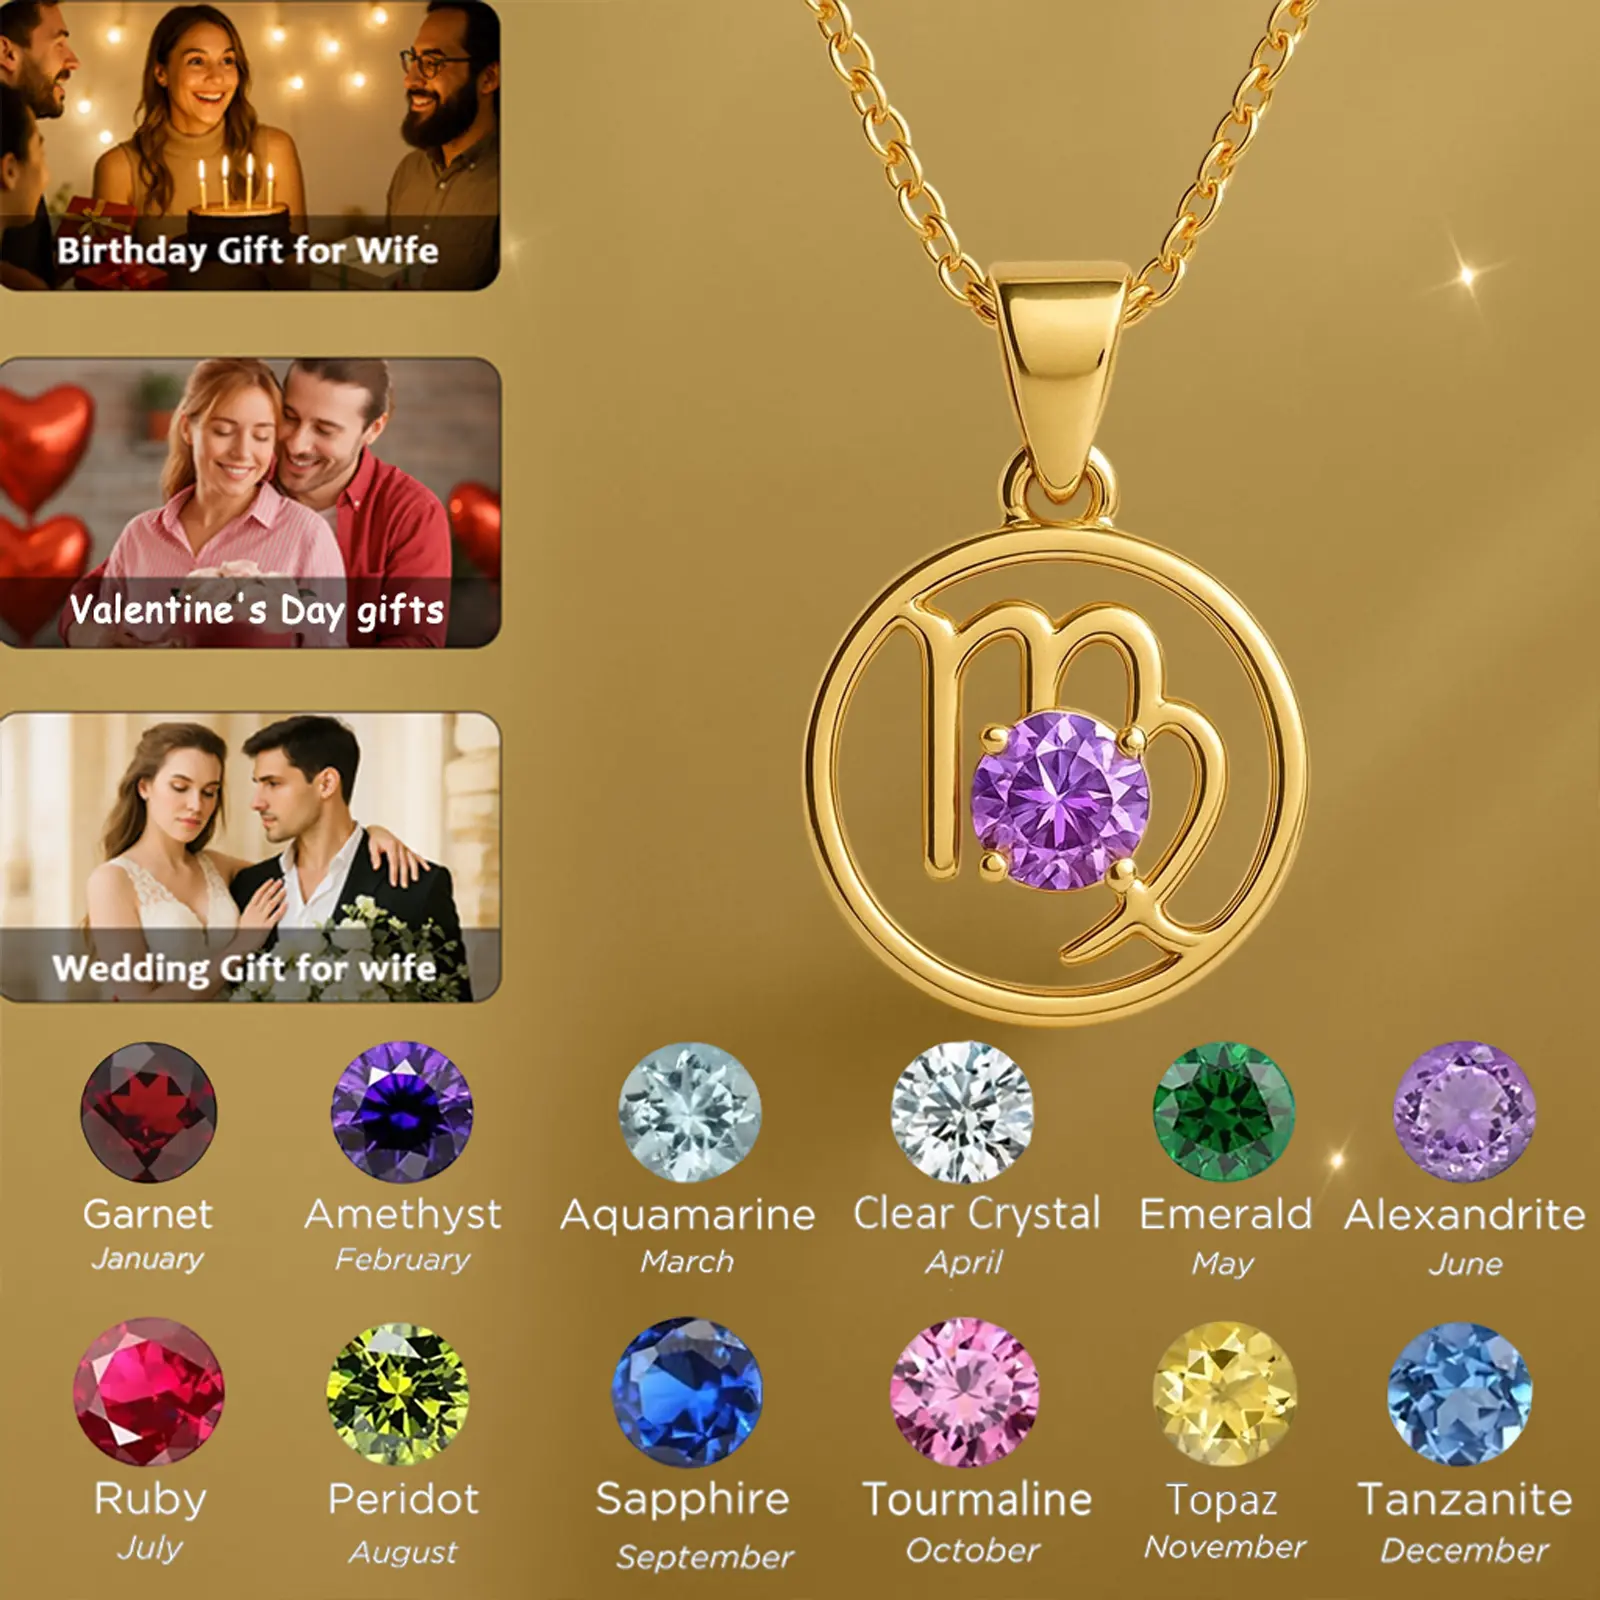 Birthday Gift for Wife
Valentine's Day gifts
Wedding Gift for wife
Garnet
January
Amethyst
February
Aquamarine
March
Clear Crystal
April
Emerald
May
Alexandrite
June
Ruby
July
Peridot
August
Sapphire
September
Tourmaline
October
Topaz
November
Tanzanite
December